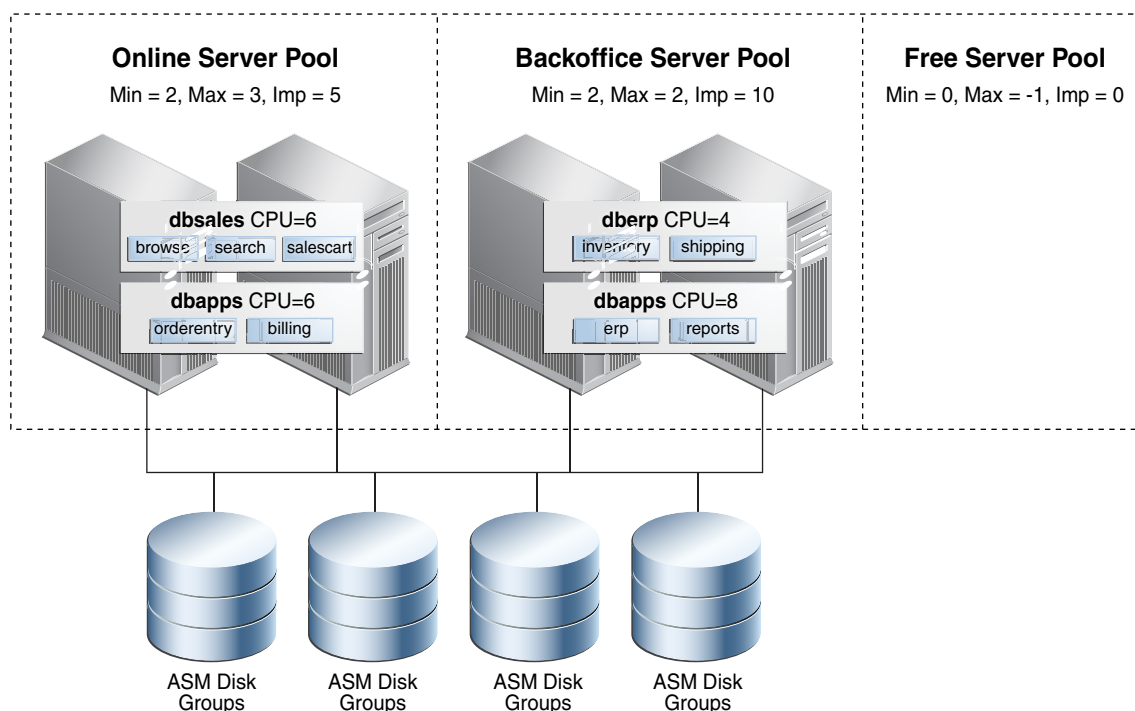 Online Server Pool
Min = 2, Max = 3, Imp = 5
Backoffice Server Pool
Min = 2, Max = 2, Imp = 10
Free Server Pool
Min = 0, Max = -1, Imp = 0
dbsales CPU=6
browse search salescart
dbapps CPU=6
orderentry billing
dberp CPU=4
inventory shipping
dbapps CPU=8
erp reports
ASM Disk
Groups
ASM Disk
Groups
ASM Disk
Groups
ASM Disk
Groups